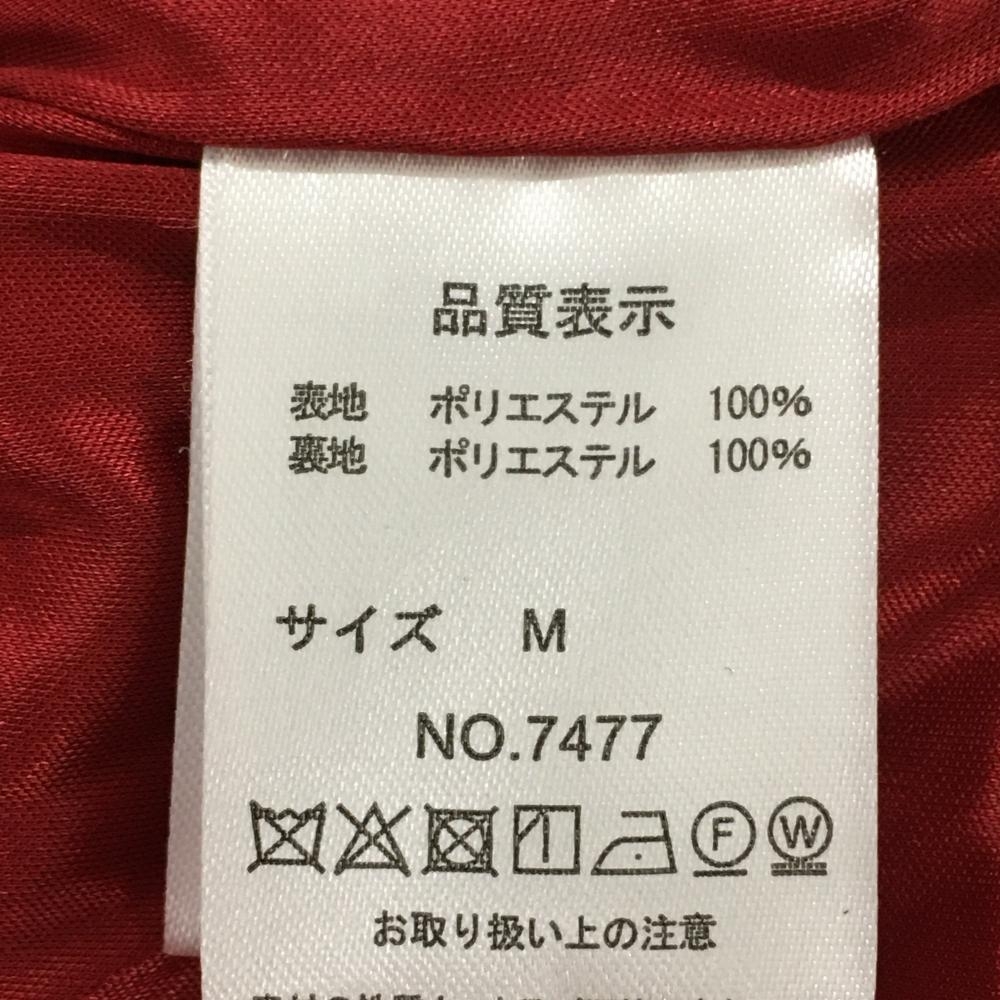 品質表示
表地 ポリエステル 100%
裏地 ポリエステル 100%
サイズ M
NO.7477
F W
お取り扱い上の注意